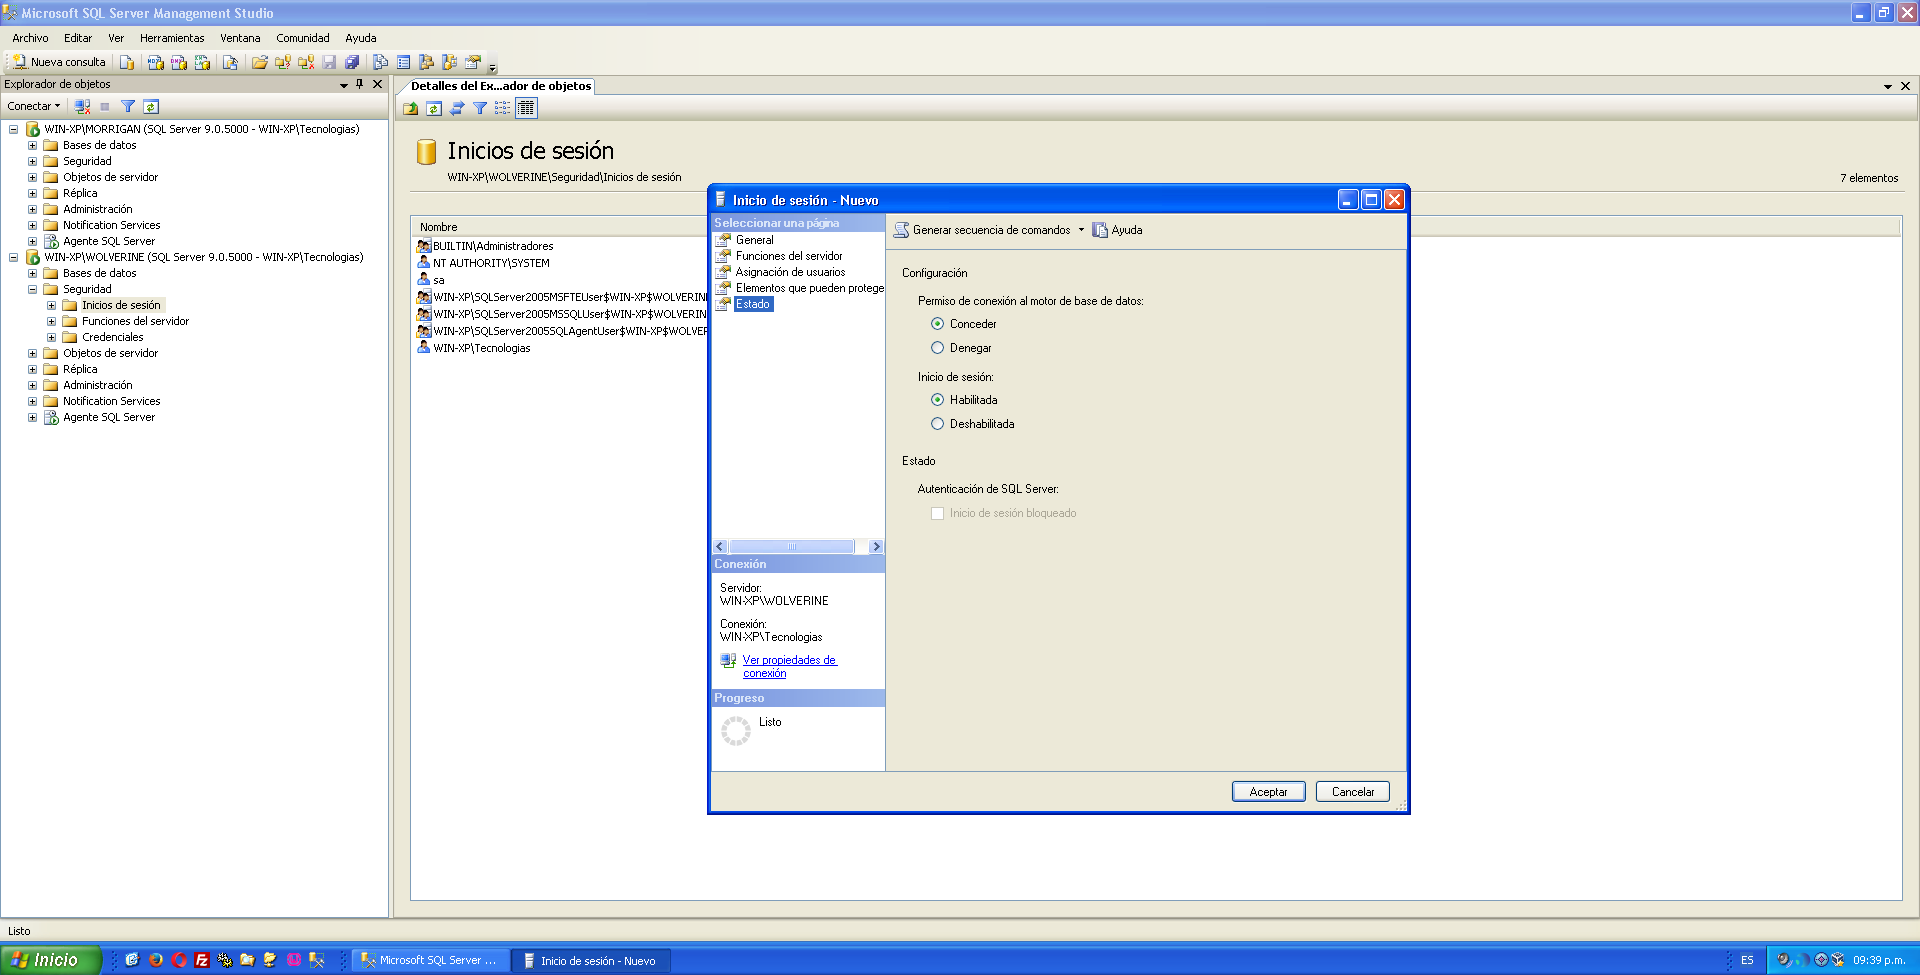 Microsoft SQL Server Management Studio
Archivo Editar Ver Herramientas Ventana Comunidad Ayuda
Nueva consulta
Explorador de objetos
Conectar
WIN-XP\MORRIGAN (SQL Server 9.0.5000 - WIN-XP\Tecnologias)
Bases de datos
Seguridad
Objetos de servidor
Réplica
Administración
Notification Services
Agente SQL Server
WIN-XP\WOLVERINE (SQL Server 9.0.5000 - WIN-XP\Tecnologias)
Bases de datos
Seguridad
Inicios de sesión
Funciones del servidor
Credenciales
Objetos de servidor
Réplica
Administración
Notification Services
Agente SQL Server
Detalles del Ex...ador de objetos
Inicios de sesión
WIN-XP\WOLVERINE\Seguridad\Inicios de sesión
7 elementos
Nombre
BUILTIN\Administradores
NT AUTHORITY\SYSTEM
sa
WIN-XP\SQLServer2005MSFTEUser$WIN-XP$WOLVERIN
WIN-XP\SQLServer2005MSSQLUser$WIN-XP$WOLVERIN
WIN-XP\SQLServer2005SQLAgentUser$WIN-XP$WOLVER
WIN-XP\Tecnologias
Inicio de sesión - Nuevo
Seleccionar una página
General
Funciones del servidor
Asignación de usuarios
Elementos que pueden protege
Estado
Conexión
Servidor:
WIN-XP\WOLVERINE
Conexión:
WIN-XP\Tecnologias
Ver propiedades de
conexión
Progreso
Listo
Generar secuencia de comandos Ayuda
Configuración
Permiso de conexión al motor de base de datos:
Conceder
Denegar
Inicio de sesión:
Habilitada
Deshabilitada
Estado
Autenticación de SQL Server:
Inicio de sesión bloqueado
Aceptar Cancelar
Listo
Inicio
Microsoft SQL Server ...
Inicio de sesión - Nuevo
ES
09:39 p.m.